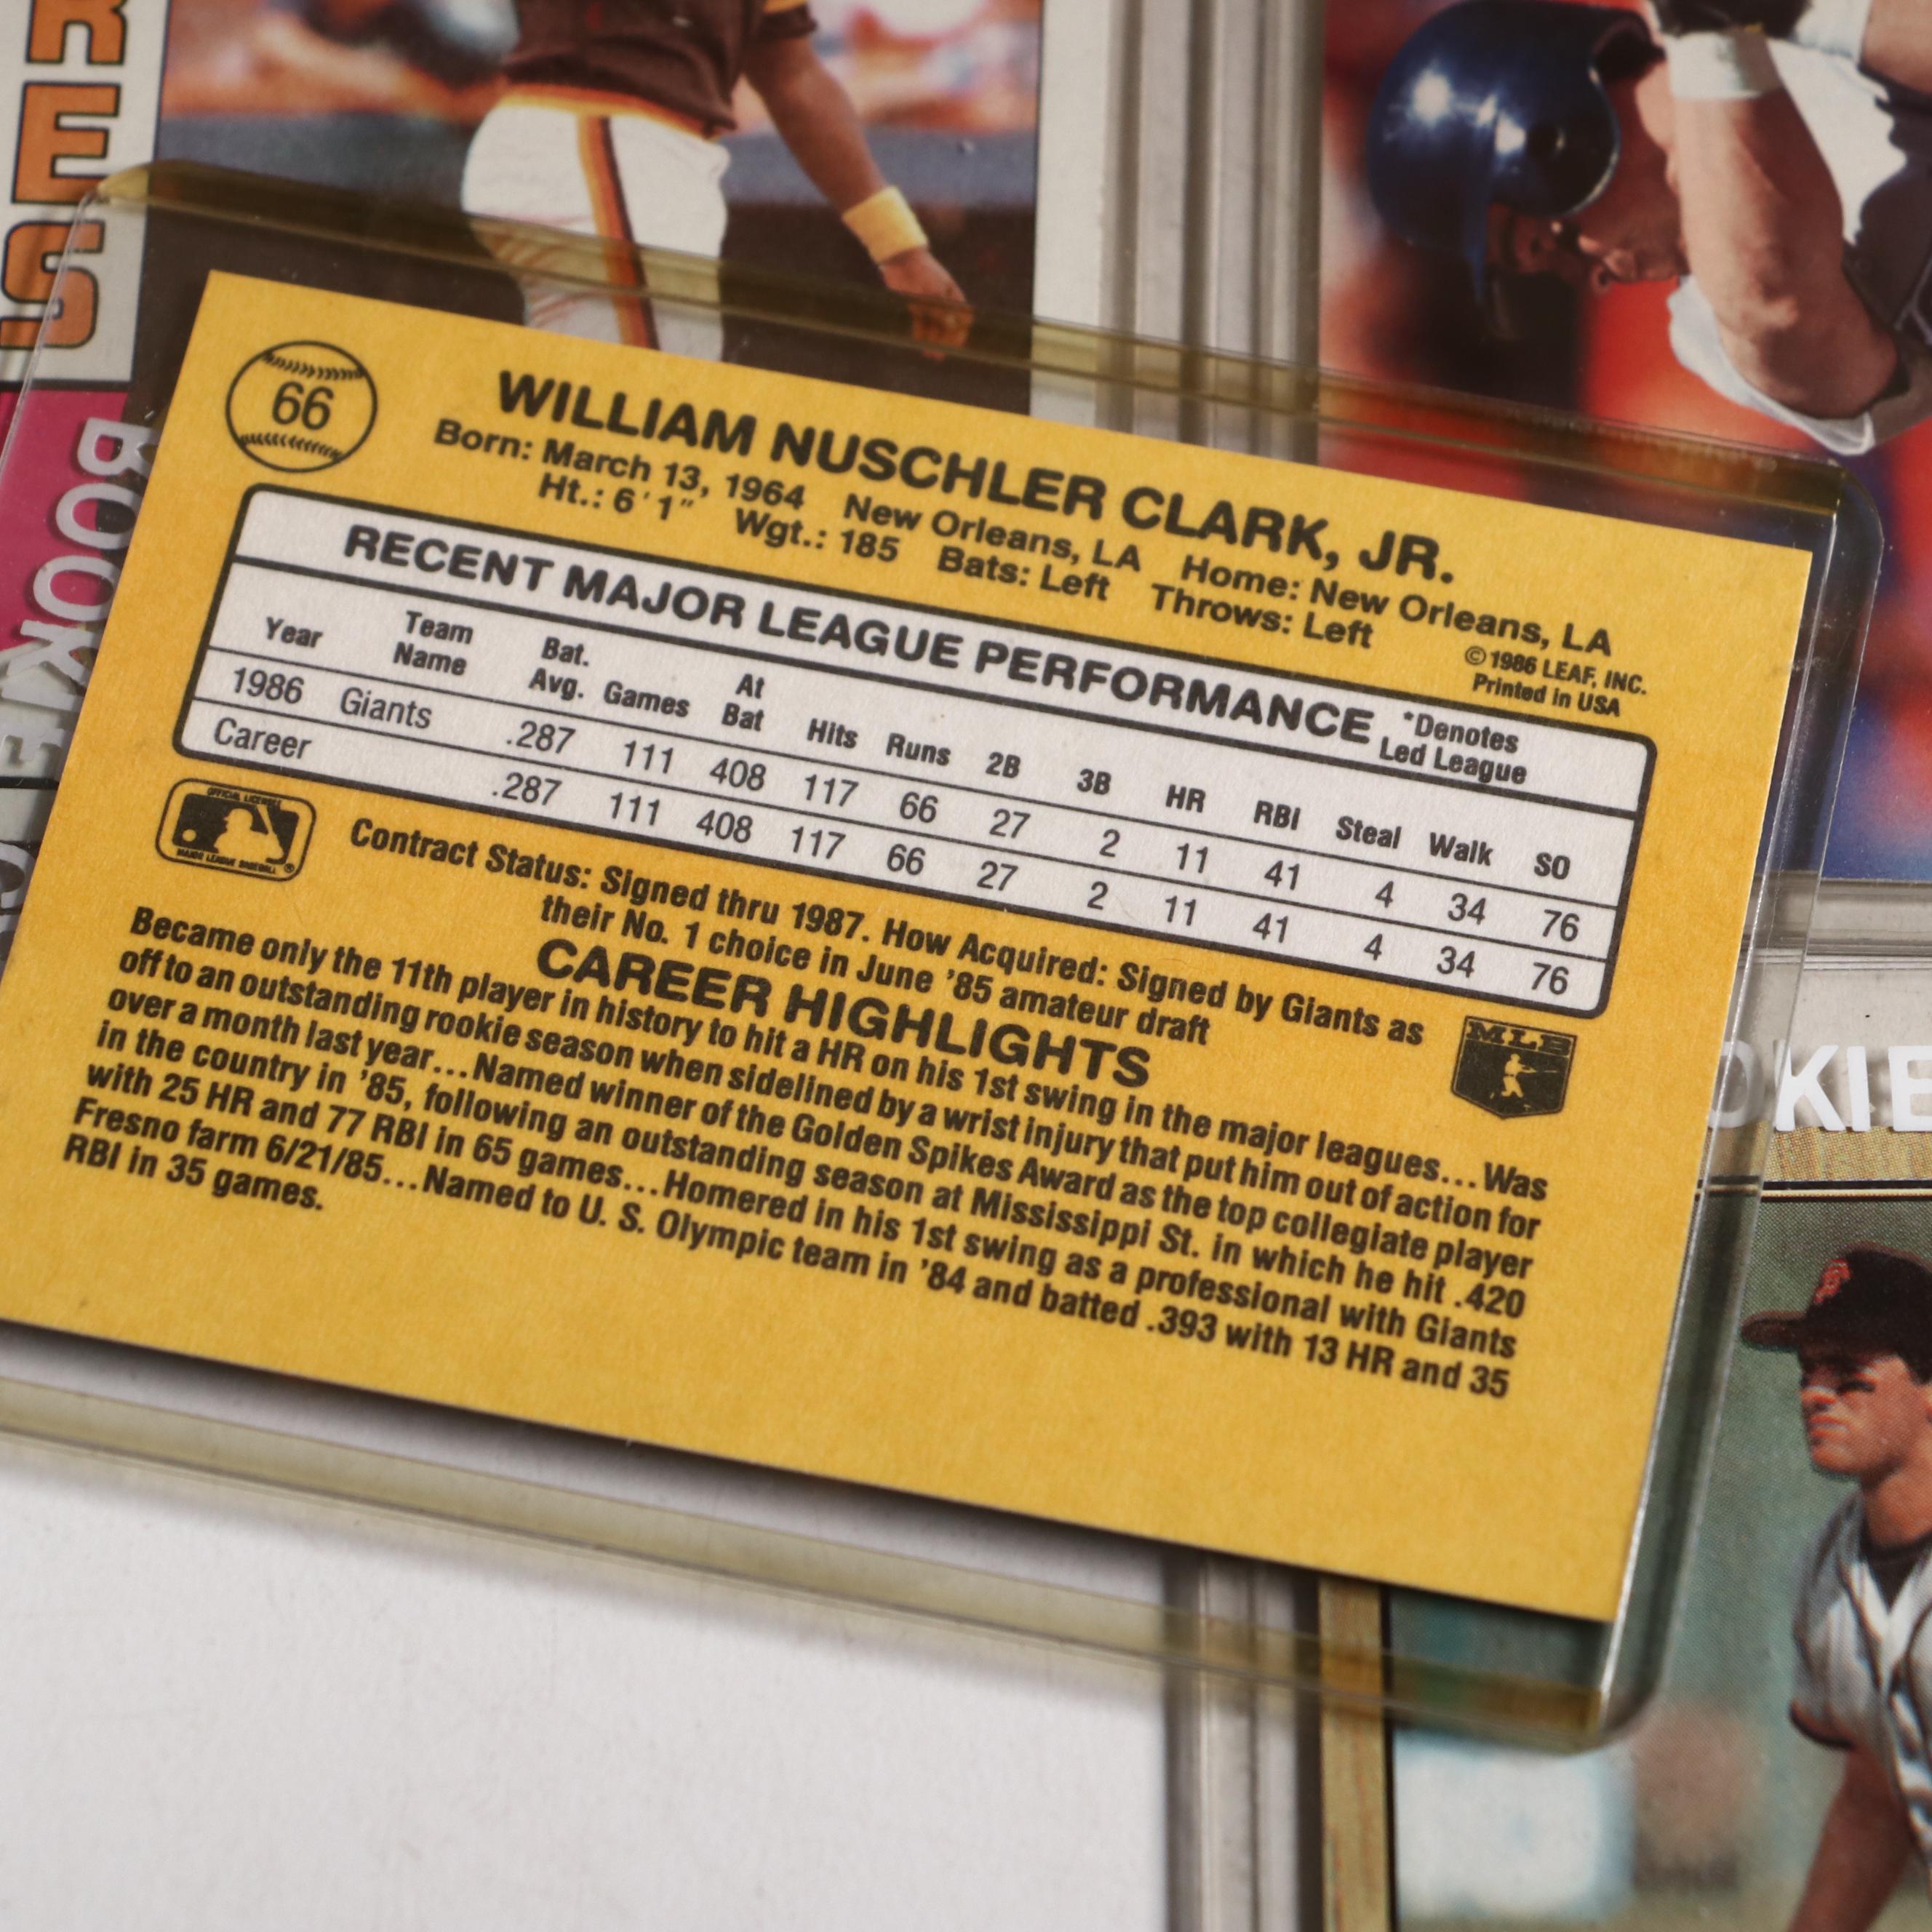 RES
66
WILLIAM NUSCHLER CLARK, JR.
Born: March 13, 1964 New Orleans, LA Home: New Orleans, LA
Ht.: 6'1" Wgt.: 185 Bats: Left Throws: Left
©1986 LEAF, INC.
Printed in USA
RECENT MAJOR LEAGUE PERFORMANCE *Denotes Led League
Year Team Name Bat. Avg. Games At Bat Hits Runs 2B 3B HR RBI Steal Walk SO
1986 Giants .287 111 408 117 66 27 2 11 41 4 34 76
Career .287 111 408 117 66 27 2 11 41 4 34 76
OFFICIAL LICENSEE
MAJOR LEAGUE BASEBALL ®
Contract Status: Signed thru 1987. How Acquired: Signed by Giants as
their No. 1 choice in June '85 amateur draft
CAREER HIGHLIGHTS
MLB
Became only the 11th player in history to hit a HR on his 1st swing in the major leagues...Was
off to an outstanding rookie season when sidelined by a wrist injury that put him out of action for
over a month last year...Named winner of the Golden Spikes Award as the top collegiate player
in the country in '85, following an outstanding season at Mississippi St. in which he hit .420
with 25 HR and 77 RBI in 65 games...Homered in his 1st swing as a professional with Giants
Fresno farm 6/21/85...Named to U. S. Olympic team in '84 and batted .393 with 13 HR and 35
RBI in 35 games.
OKIE